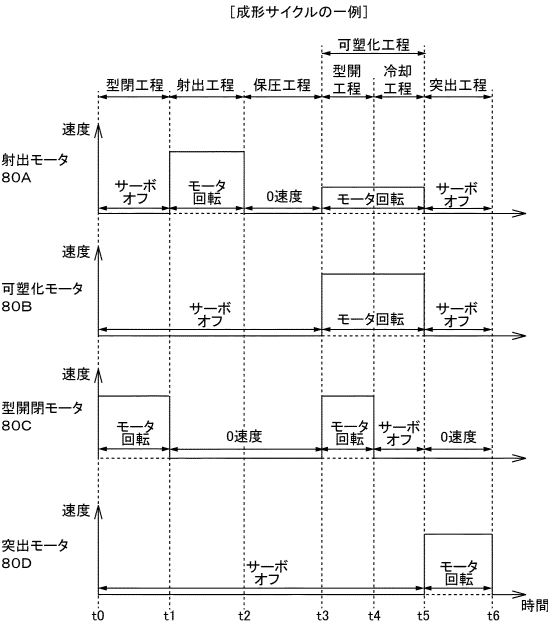 ［成形サイクルの一例］
可塑化工程
型閉工程
射出工程
保圧工程
型開
工程
冷却
工程
突出工程
射出モータ
80A
速度
サーボ
オフ
モータ
回転
0速度
モータ回転
サーボ
オフ
可塑化モータ
80B
速度
サーボ
オフ
モータ回転
サーボ
オフ
型開閉モータ
80C
速度
モータ
回転
0速度
モータ
回転
サーボ
オフ
0速度
突出モータ
80D
速度
サーボ
オフ
モータ
回転
t0
t1
t2
t3
t4
t5
t6
時間